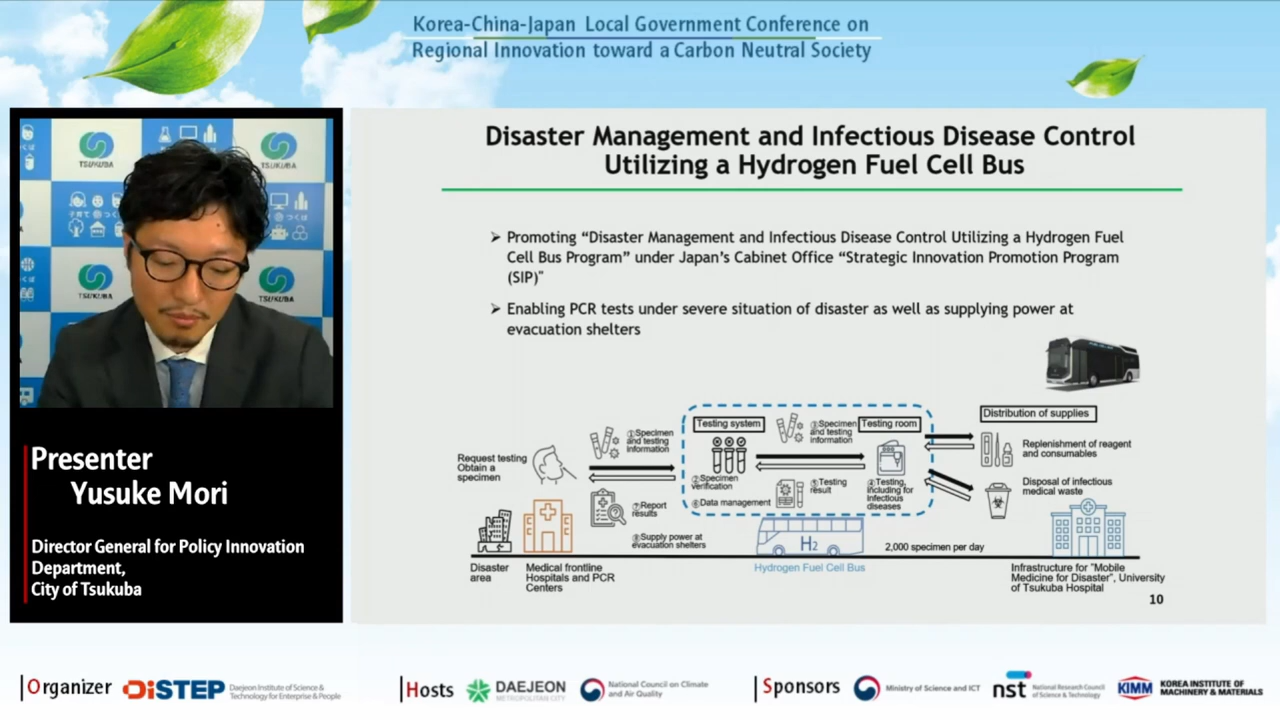 Korea-China-Japan Local Government Conference on
Regional Innovation toward a Carbon Neutral Society
TSUKUBA
TSUKUBA
TSUKUBA
TSUKUBA
Presenter
Yusuke Mori
Director General for Policy Innovation
Department,
City of Tsukuba
Disaster Management and Infectious Disease Control
Utilizing a Hydrogen Fuel Cell Bus
➢ Promoting “Disaster Management and Infectious Disease Control Utilizing a Hydrogen Fuel
Cell Bus Program” under Japan’s Cabinet Office “Strategic Innovation Promotion Program
(SIP)"
➢ Enabling PCR tests under severe situation of disaster as well as supplying power at
evacuation shelters
Request testing
Obtain a
specimen
①Specimen
and testing
information
⑦Report
results
⑧Supply power at
evacuation shelters
Testing system
②Specimen
verification
⑥Data management
③Specimen
and testing
information
⑤Testing
result
Testing room
④Testing,
including for
infectious
diseases
Distribution of supplies
Replenishment of reagent
and consumables
Disposal of infectious
medical waste
H2
2,000 specimen per day
Disaster
area
Medical frontline
Hospitals and PCR
Centers
Hydrogen Fuel Cell Bus
Infrastructure for "Mobile
Medicine for Disaster", University
of Tsukuba Hospital
10
Organizer
DiSTEP
Daejeon Institute of Science &
Technology for Enterprise & People
Hosts
DAEJEON
METROPOLITAN CITY
National Council on Climate
and Air Quality
Sponsors
Ministry of Science and ICT
nst
National Research Council
of Science & Technology
KIMM
KOREA INSTITUTE OF
MACHINERY & MATERIALS